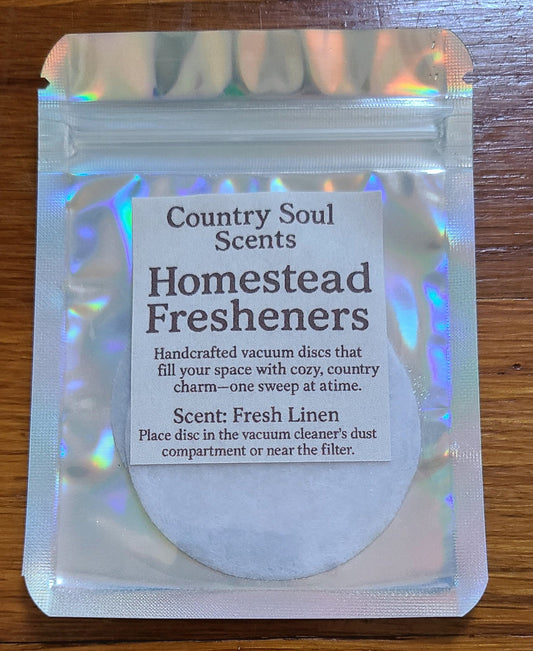 Country Soul
Scents
Homestead
Fresheners
Handcrafted vacuum discs that
fill your space with cozy, country
charm—one sweep at atime.
Scent: Fresh Linen
Place disc in the vacuum cleaner's dust
compartment or near the filter.